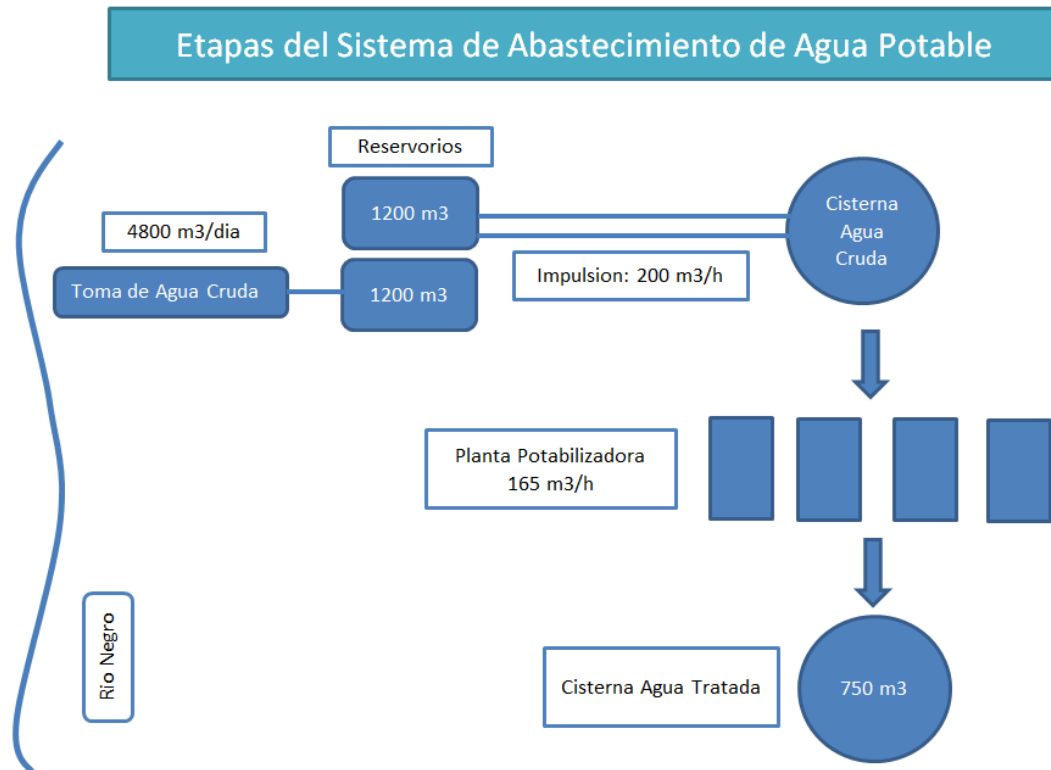 Etapas del Sistema de Abastecimiento de Agua Potable
Reservorios
4800 m3/dia
1200 m3
Cisterna
Agua
Cruda
Toma de Agua Cruda
1200 m3
Impulsion: 200 m3/h
Planta Potabilizadora
165 m3/h
Rio Negro
Cisterna Agua Tratada
750 m3